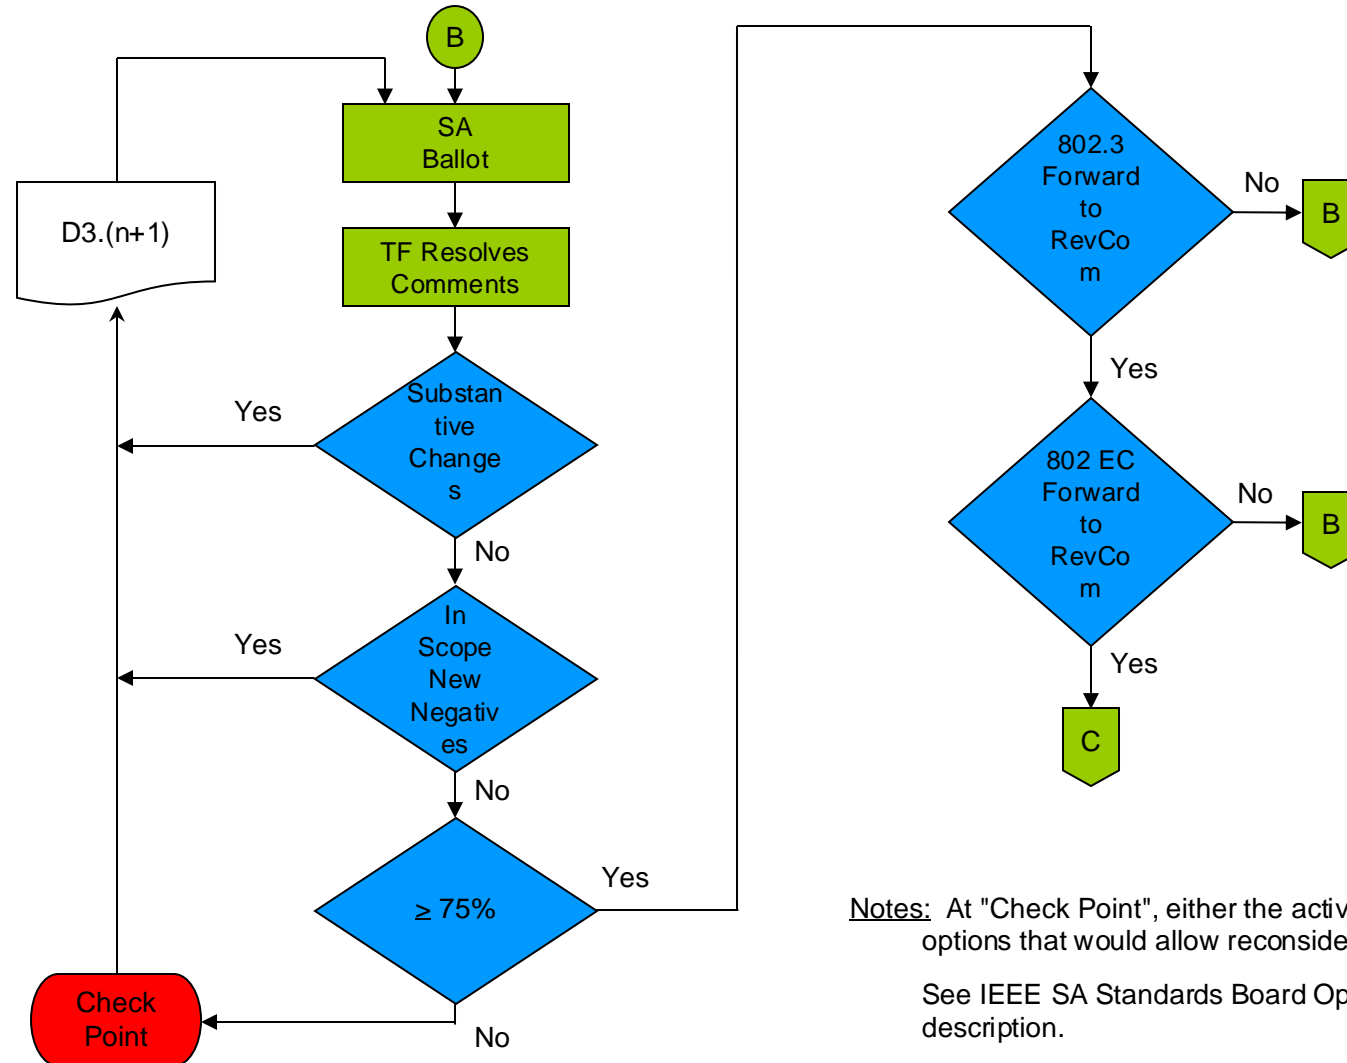 B
SA
Ballot
D3.(n+1)
TF Resolves
Comments
Yes
Substan
tive
Change
s
No
Yes
In
Scope
New
Negativ
es
No
≥ 75%
Yes
Check
Point
No
802.3
Forward
to
RevCo
m
No
B
Yes
802 EC
Forward
to
RevCo
m
No
B
Yes
C
Notes: At "Check Point", either the activ
options that would allow reconside
See IEEE SA Standards Board Op
description.